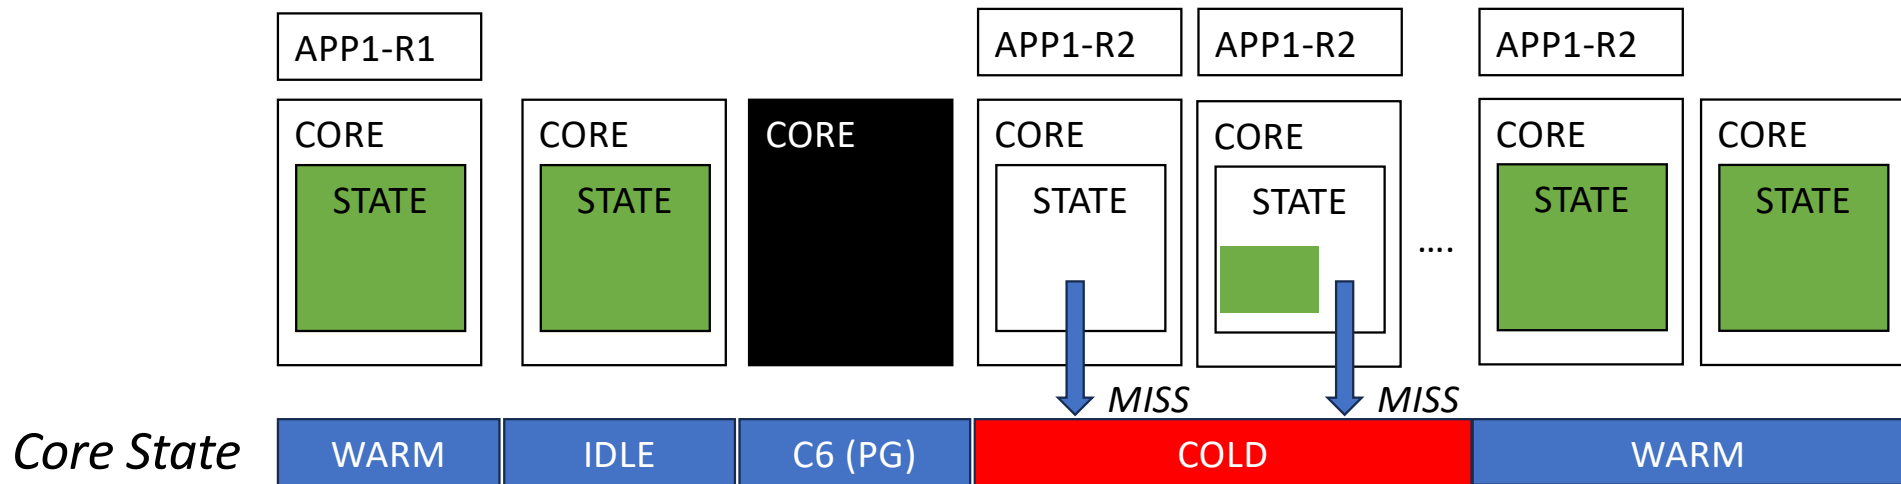 APP1-R1
APP1-R2
APP1-R2
APP1-R2
CORE
CORE
CORE
CORE
CORE
CORE
CORE
STATE
STATE
STATE
STATE
STATE
STATE
....
MISS
MISS
Core State
WARM
IDLE
C6 (PG)
COLD
WARM